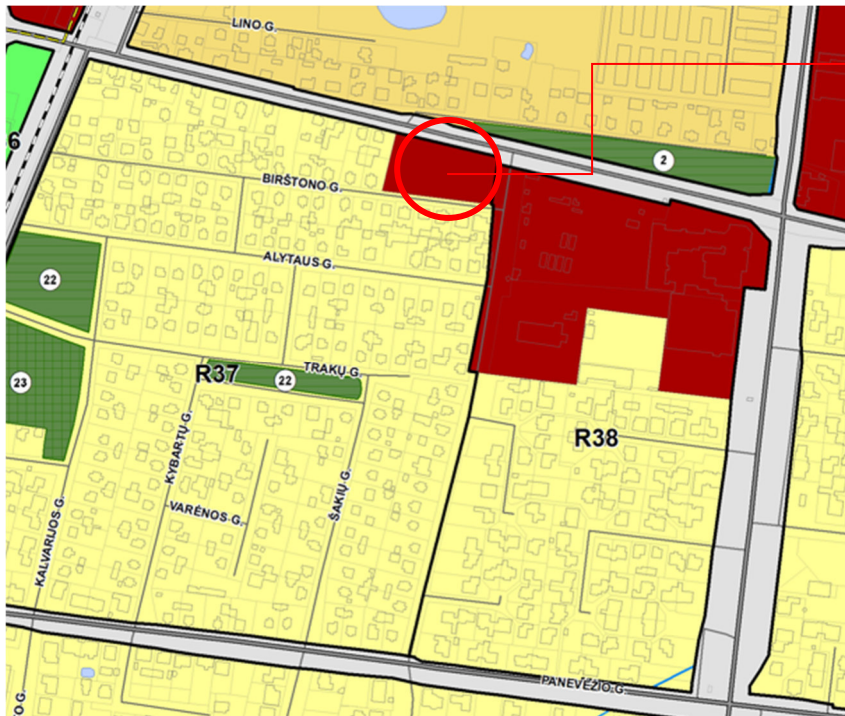 LINO G.
6
2
BIRŠTONO G.
ALYTAUS G.
22
TRAKŲ G.
R37
22
23
KYBARTŲ G.
R38
ŠAKIŲ G.
VARĖNOS G.
KALVARIJOS G.
PANEVĖŽIO G.
O G.